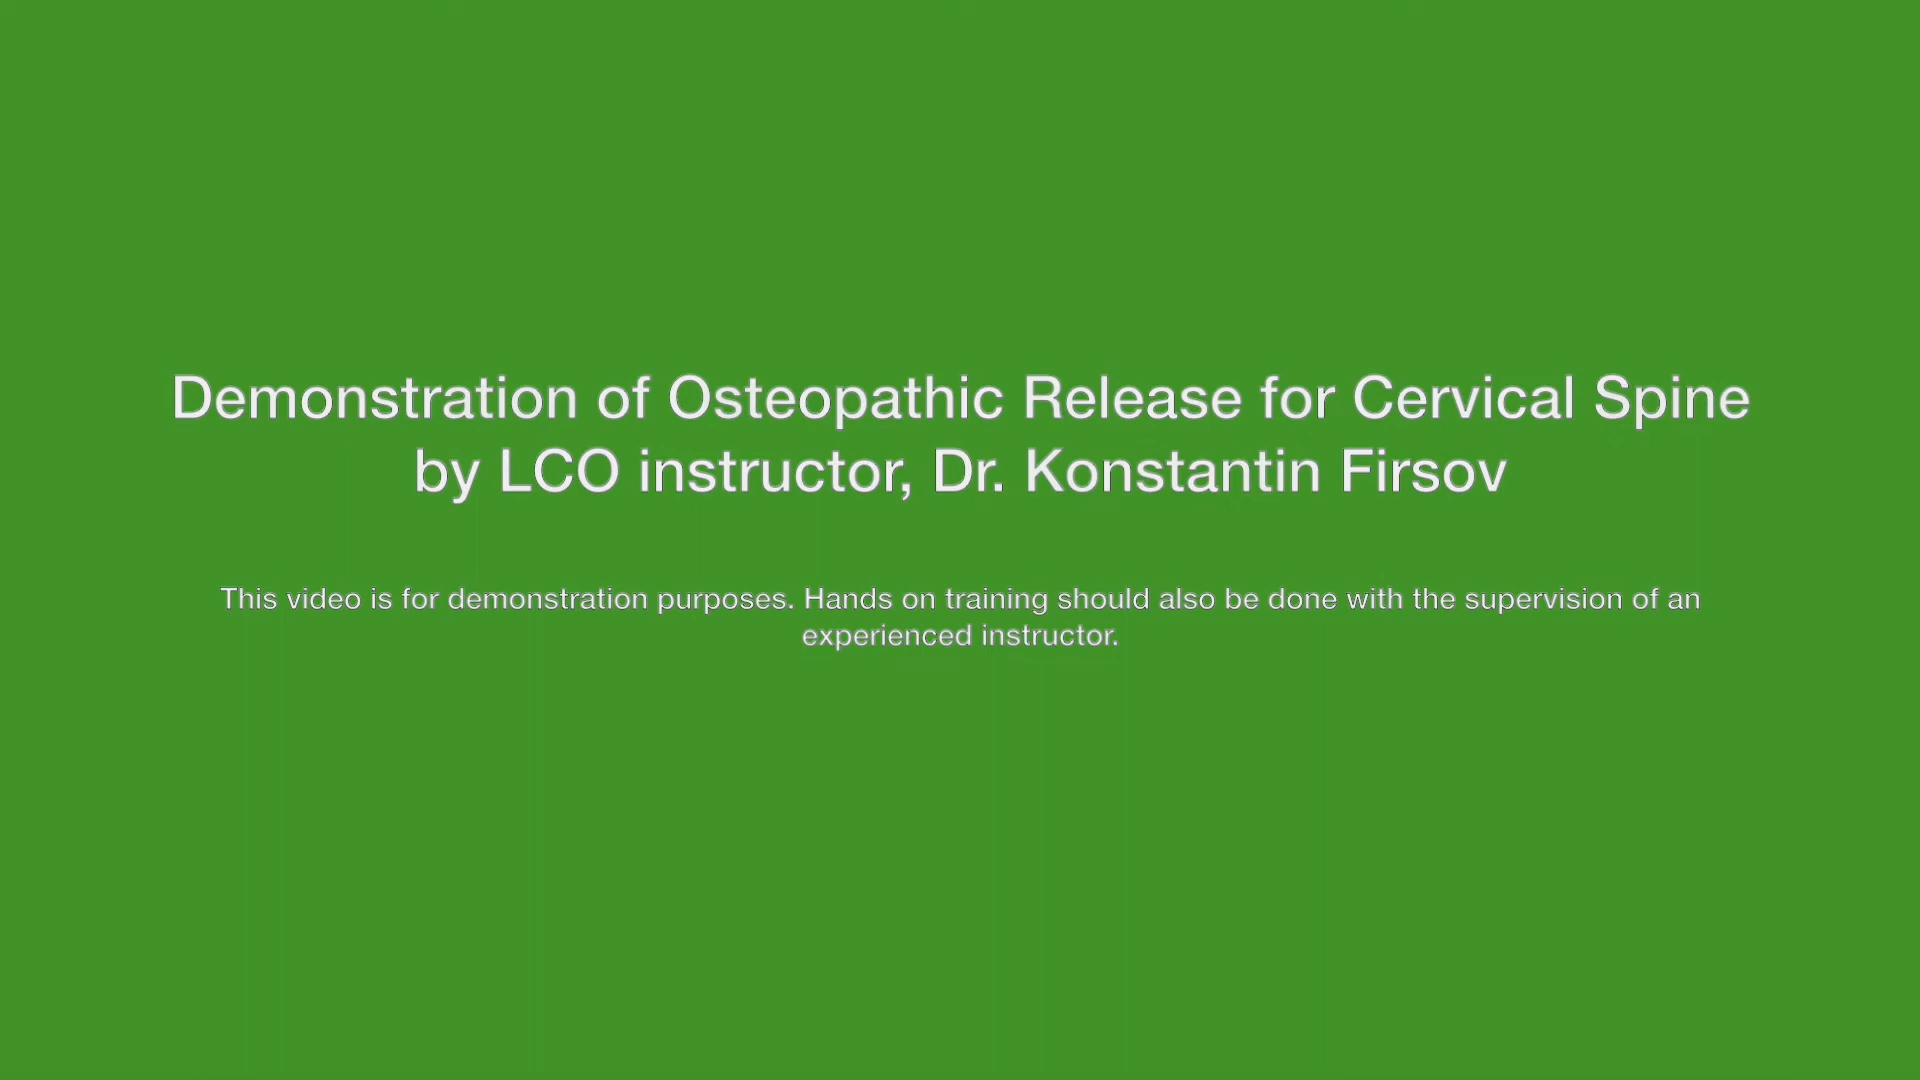 Demonstration of Osteopathic Release for Cervical Spine
by LCO instructor, Dr. Konstantin Firsov
This video is for demonstration purposes. Hands on training should also be done with the supervision of an
experienced instructor.